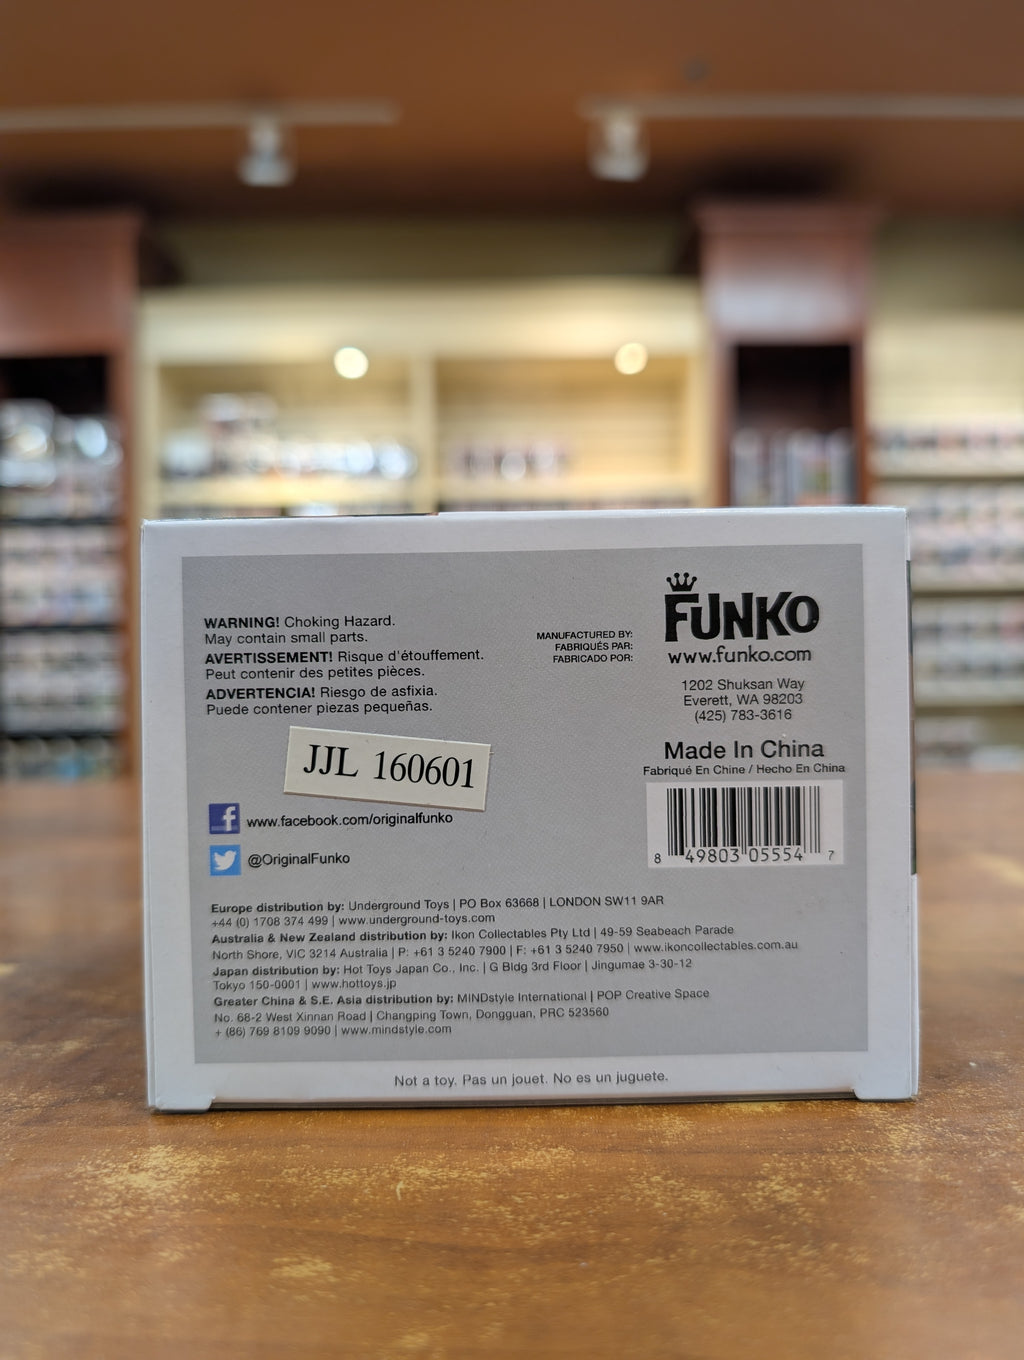 WARNING! Choking Hazard.
May contain small parts.
AVERTISSEMENT! Risque d'étouffement.
Peut contenir des petites pièces.
ADVERTENCIA! Riesgo de asfixia.
Puede contener piezas pequeñas.
MANUFACTURED BY:
FABRIQUÉS PAR:
FABRICADO POR:
FUNKO
www.funko.com
1202 Shuksan Way
Everett, WA 98203
(425) 783-3616
Made In China
Fabriqué En Chine / Hecho En China
8 49803 05554 7
JJL 160601
f www.facebook.com/originalfunko
@OriginalFunko
Europe distribution by: Underground Toys | PO Box 63668 | LONDON SW11 9AR
+44 (0) 1708 374 499 | www.underground-toys.com
Australia & New Zealand distribution by: Ikon Collectables Pty Ltd | 49-59 Seabeach Parade
North Shore, VIC 3214 Australia | P: +61 3 5240 7900 | F: +61 3 5240 7950 | www.ikoncollectables.com.au
Japan distribution by: Hot Toys Japan Co., Inc. | G Bldg 3rd Floor | Jingumae 3-30-12
Tokyo 150-0001 | www.hottoys.jp
Greater China & S.E. Asia distribution by: MINDstyle International | POP Creative Space
No. 68-2 West Xinnan Road | Changping Town, Dongguan, PRC 523560
+ (86) 769 8109 9090 | www.mindstyle.com
Not a toy. Pas un jouet. No es un juguete.